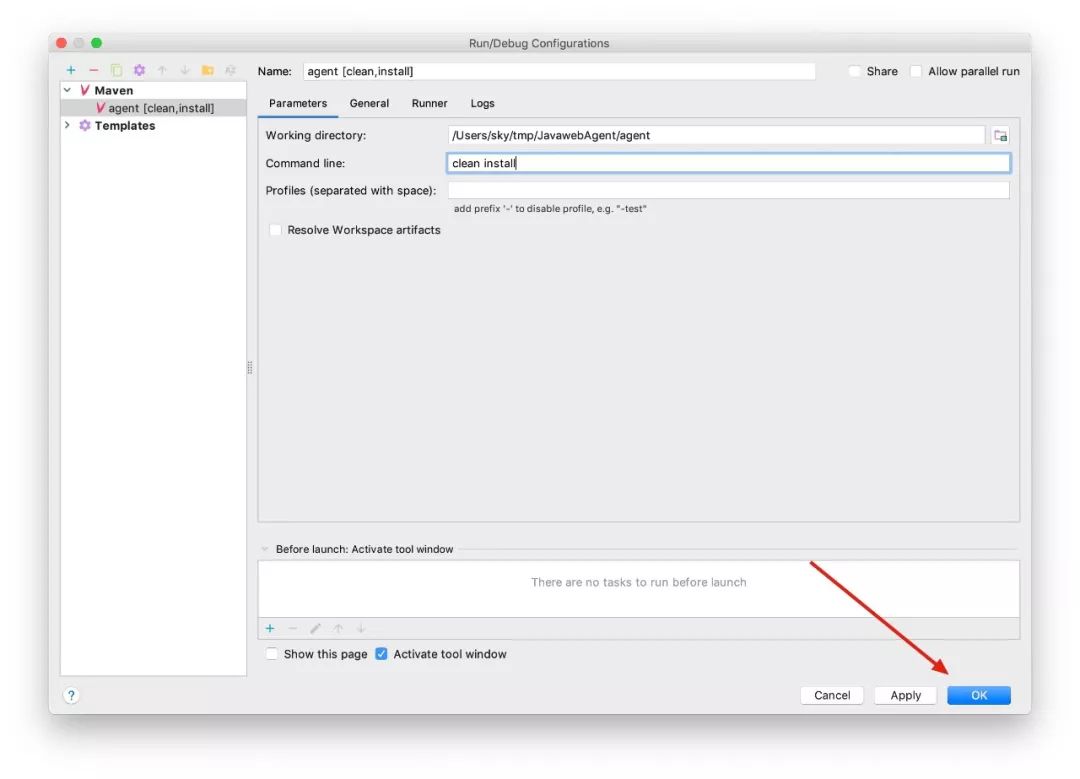 Run/Debug Configurations
Name: agent [clean,install] Share Allow parallel run
Maven
agent [clean,install]
Templates
Parameters General Runner Logs
Working directory: /Users/sky/tmp/JavawebAgent/agent
Command line: clean install
Profiles (separated with space):
add prefix '-' to disable profile, e.g. "-test"
Resolve Workspace artifacts
Before launch: Activate tool window
There are no tasks to run before launch
Show this page Activate tool window
? Cancel Apply OK